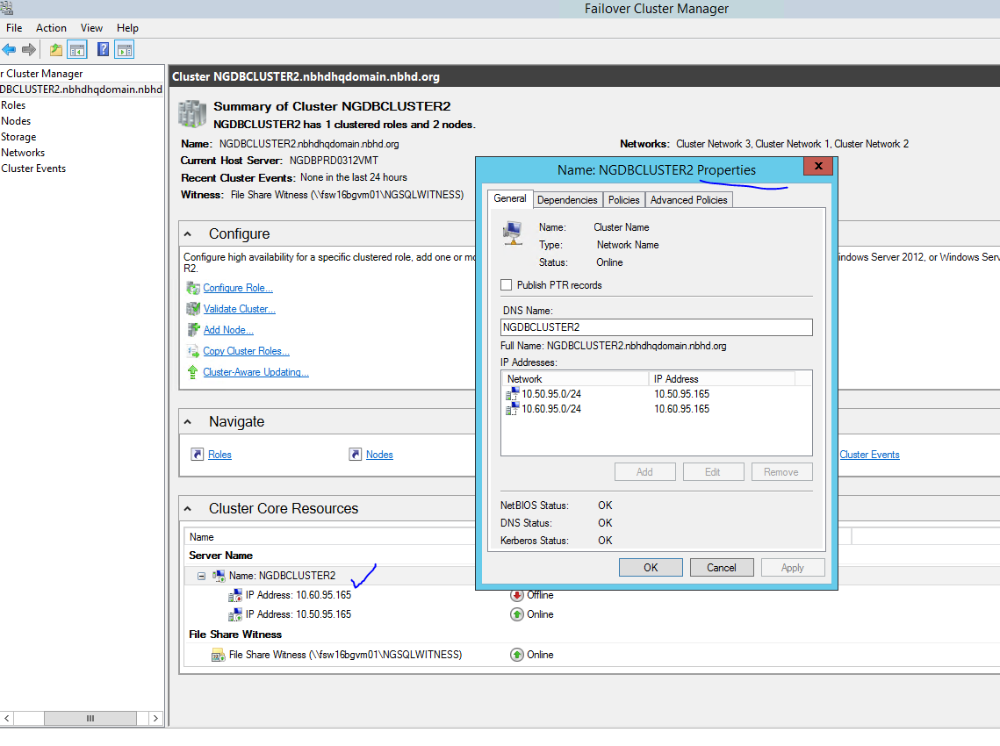 Failover Cluster Manager
File Action View Help
r Cluster Manager
DBCLUSTER2.nbhdhqdomain.nbhd
Roles
Nodes
Storage
Networks
Cluster Events
Cluster NGDBCLUSTER2.nbhdhqdomain.nbhd.org
Summary of Cluster NGDBCLUSTER2
NGDBCLUSTER2 has 1 clustered roles and 2 nodes.
Name: NGDBCLUSTER2.nbhdhqdomain.nbhd.org
Networks: Cluster Network 3, Cluster Network 1, Cluster Network 2
Current Host Server: NGDBPRD0312VMT
Recent Cluster Events: None in the last 24 hours
Witness: File Share Witness (\\fsw16bgvm01\NGSQLWITNESS)
Configure
Configure high availability for a specific clustered role, add one or mo
indows Server 2012, or Windows Serv
R2.
Configure Role...
Validate Cluster...
Add Node...
Copy Cluster Roles...
Cluster-Aware Updating...
Navigate
Roles
Nodes
Cluster Events
Cluster Core Resources
Name
Server Name
Name: NGDBCLUSTER2
IP Address: 10.60.95.165 Offline
IP Address: 10.50.95.165 Online
File Share Witness
File Share Witness (\\fsw16bgvm01\NGSQLWITNESS) Online
Name: NGDBCLUSTER2 Properties
x
General Dependencies Policies Advanced Policies
Name: Cluster Name
Type: Network Name
Status: Online
Publish PTR records
DNS Name:
NGDBCLUSTER2
Full Name: NGDBCLUSTER2.nbhdhqdomain.nbhd.org
IP Addresses:
Network IP Address
10.50.95.0/24 10.50.95.165
10.60.95.0/24 10.60.95.165
Add Edit Remove
NetBIOS Status: OK
DNS Status: OK
Kerberos Status: OK
OK Cancel Apply